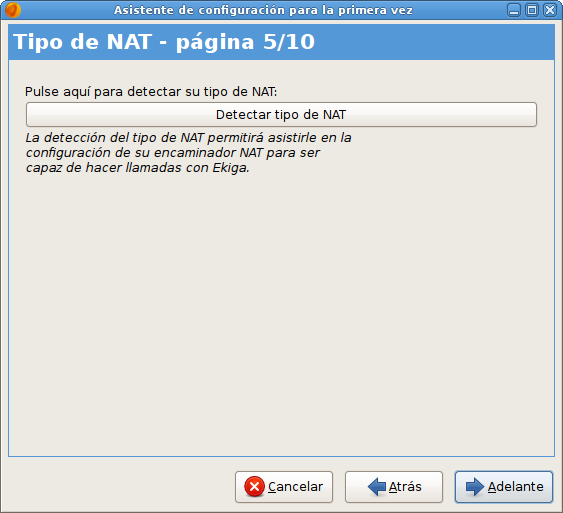 Asistente de configuración para la primera vez
Tipo de NAT - página 5/10
Pulse aquí para detectar su tipo de NAT:
Detectar tipo de NAT
La detección del tipo de NAT permitirá asistirle en la
configuración de su encaminador NAT para ser
capaz de hacer llamadas con Ekiga.
Cancelar
Atrás
Adelante